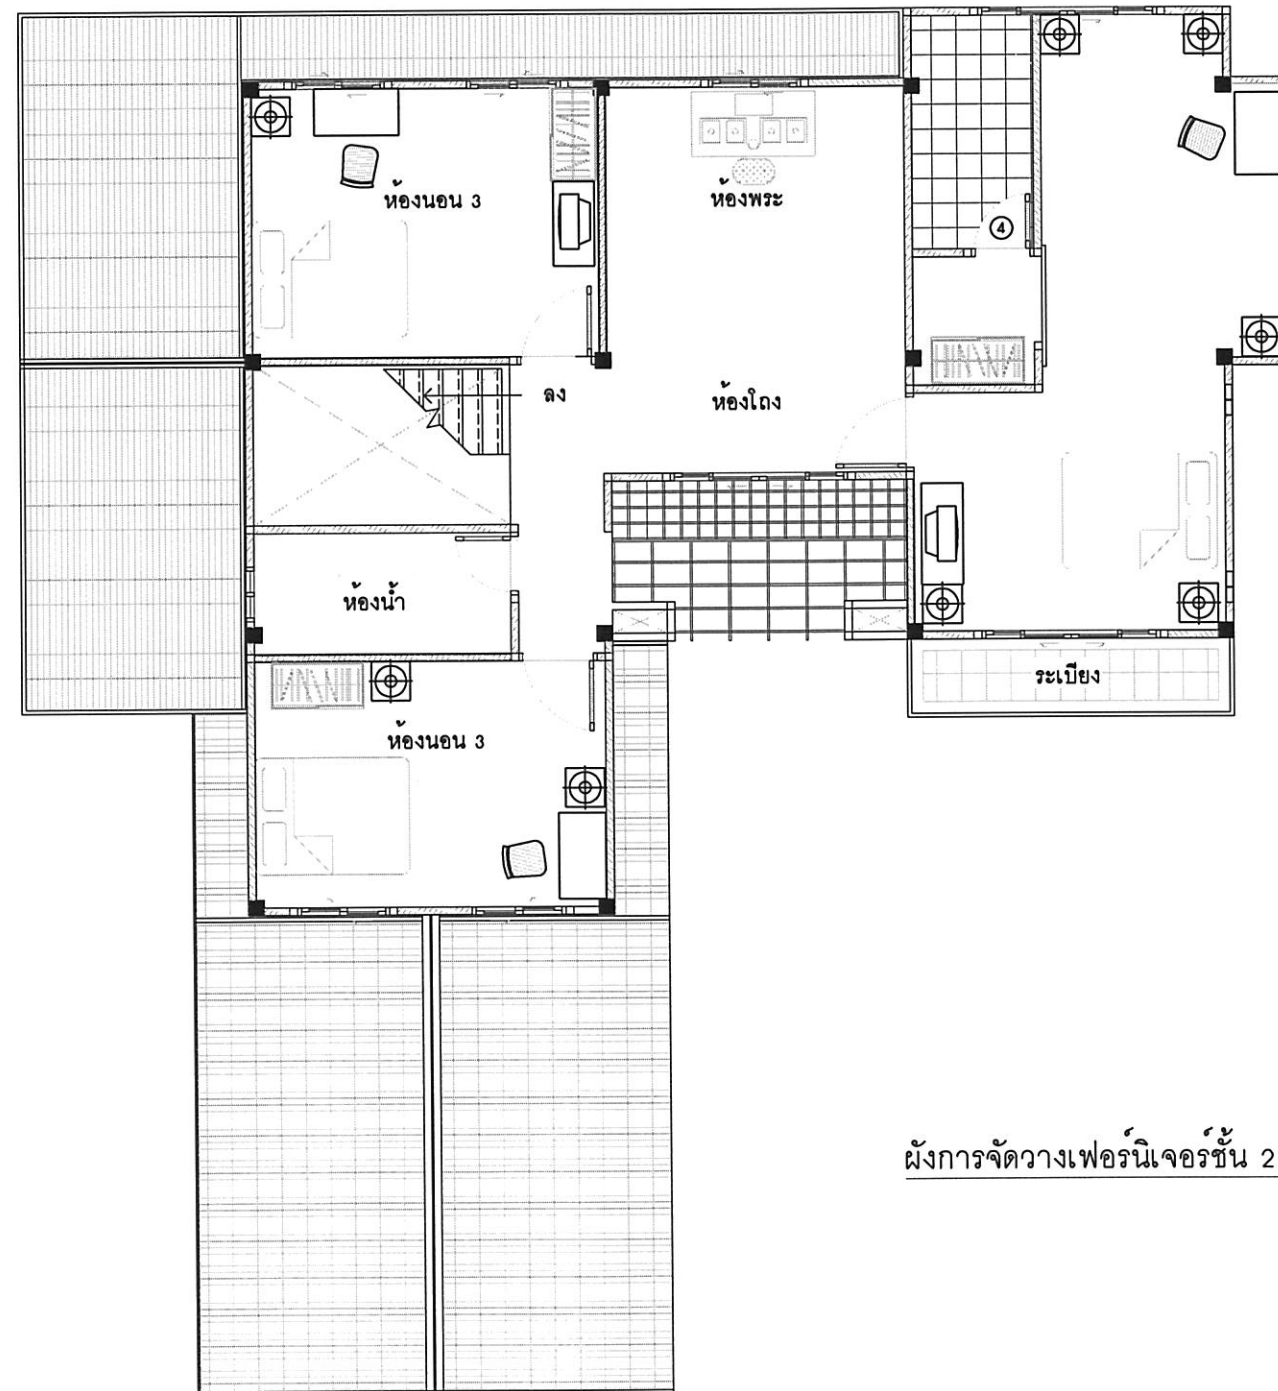 ห้องนอน 3
ห้องพระ
4
ลง
ห้องโถง
ห้องน้ำ
ระเบียง
ห้องนอน 3
ผังการจัดวางเฟอร์นิเจอร์ชั้น 2